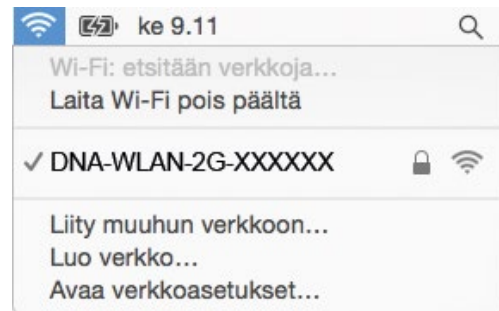 ke 9.11
Wi-Fi: etsitään verkkoja...
Laita Wi-Fi pois päältä
DNA-WLAN-2G-XXXXXX
Liity muuhun verkkoon...
Luo verkko...
Avaa verkkoasetukset...